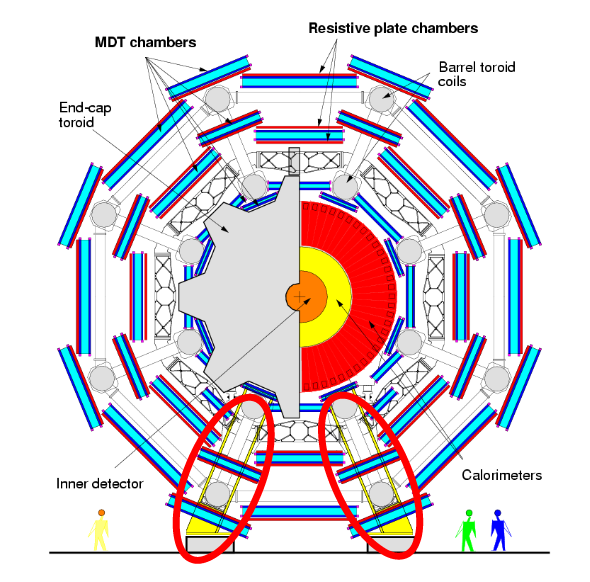 Resistive plate chambers
MDT chambers
Barrel toroid
coils
End-cap
toroid
Inner detector
Calorimeters